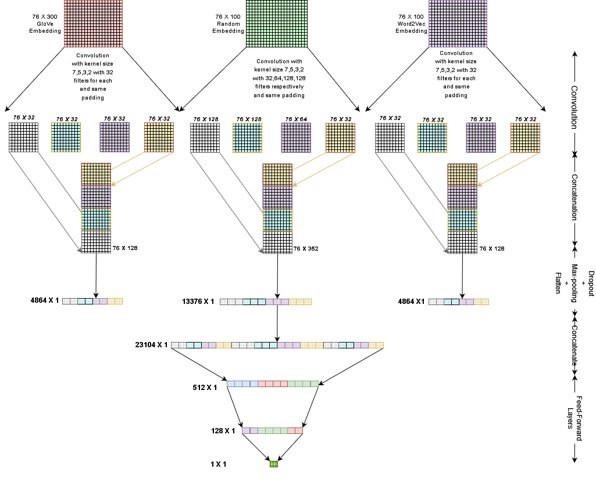 76 X 300
GloVe
Embedding
76 X 100
Random
Embedding
76 X 100
Word2Vec
Embedding
Convolution
with kernel size
7,5,3,2 with 32
filters for each
and same
padding
Convolution
with kernel size
7,5,3,2 with
32,64,128,128
filters respectively
and same padding
Convolution
with kernel size
7,5,3,2 with 32
filters for each
and same
padding
76 X 32
76 X 32
76 X 32
76 X 32
76 X 128
76 X 128
76 X 64
76 X 32
76 X 32
76 X 32
76 X 32
76 X 32
76 X 128
76 X 352
76 X 128
4864 X 1
13376 X 1
4864 X 1
23104 X 1
512 X 1
128 X 1
1 X 1
Convolution
Concatenation
Dropout
+
Max-pooling
+
Flatten
Concatenate
Feed-Forward
Layers